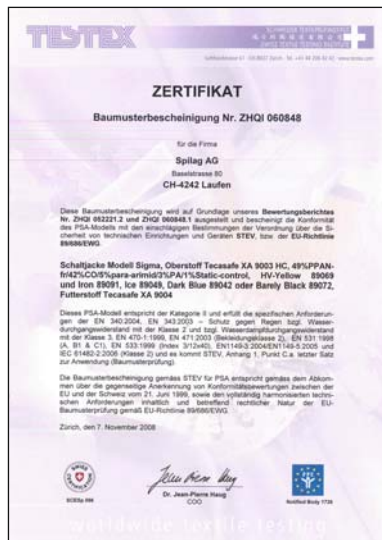 TESTEX
ZERTIFIKAT
Baumusterbescheinigung Nr. ZHQI 060848
für die Firma
Spilag AG
Baselstrasse 80
CH-4242 Laufen
Diese Baumusterbescheinigung wird auf Grundlage unseres Bewertungsberichtes
Nr. ZHQI 052221.2 und ZHQI 060848.1 ausgestellt und bescheinigt die Konformität
des PSA-Modells mit den einschlägigen Bestimmungen der Verordnung über die Si-
cherheit von technischen Einrichtungen und Geräten STEV, bzw. der EU-Richtlinie
89/686/EWG.
Schaltjacke Modell Sigma, Oberstoff Tecasafe XA 9003 HC, 49%PPAN-
fr/42%CO/5%para-arimid/3%PA/1%Static-control, HV-Yellow 89069
und Iron 89091, Ice 89049, Dark Blue 89042 oder Barely Black 89072,
Futterstoff Tecasafe XA 9004
Dieses PSA-Modell entspricht der Kategorie II und erfüllt die spezifischen Anforderun-
gen der EN 340:2004, EN 343:2003 – Schutz gegen Regen bzgl. Wasser-
durchgangswiderstand mit der Klasse 2 und bzgl. Wasserdampfdurchgangswiderstand
mit der Klasse 3, EN 470-1:1999, EN 471:2003 (Bekleidungsklasse 2), EN 531:1998
(A, B1 & C1), EN 533:1999 (Index 3/12x40), EN1149-3:2004/EN1149-5:2005 und
IEC 61482-2:2008 (Klasse 2) und es kommt STEV, Anhang 1, Punkt C.a. letzter Satz
zur Anwendung (Baumusterprüfung).
Die Baumusterbescheinigung gemäss STEV für PSA entspricht gemäss dem Abkom-
men über die gegenseitige Anerkennung von Konformitätsbewertungen zwischen der
EU und der Schweiz vom 21. Juni 1999, sowie den vollständig harmonisierten techni-
schen Anforderungen inhaltlich und betreffend rechtlicher Natur der EU-
Baumusterprüfung gemäß EU-Richtlinie 89/686/EWG.
Zürich, den 7. November 2008
Dr. Jean-Pierre Haug
COO
Notified Body 1726
worldwide textile testing